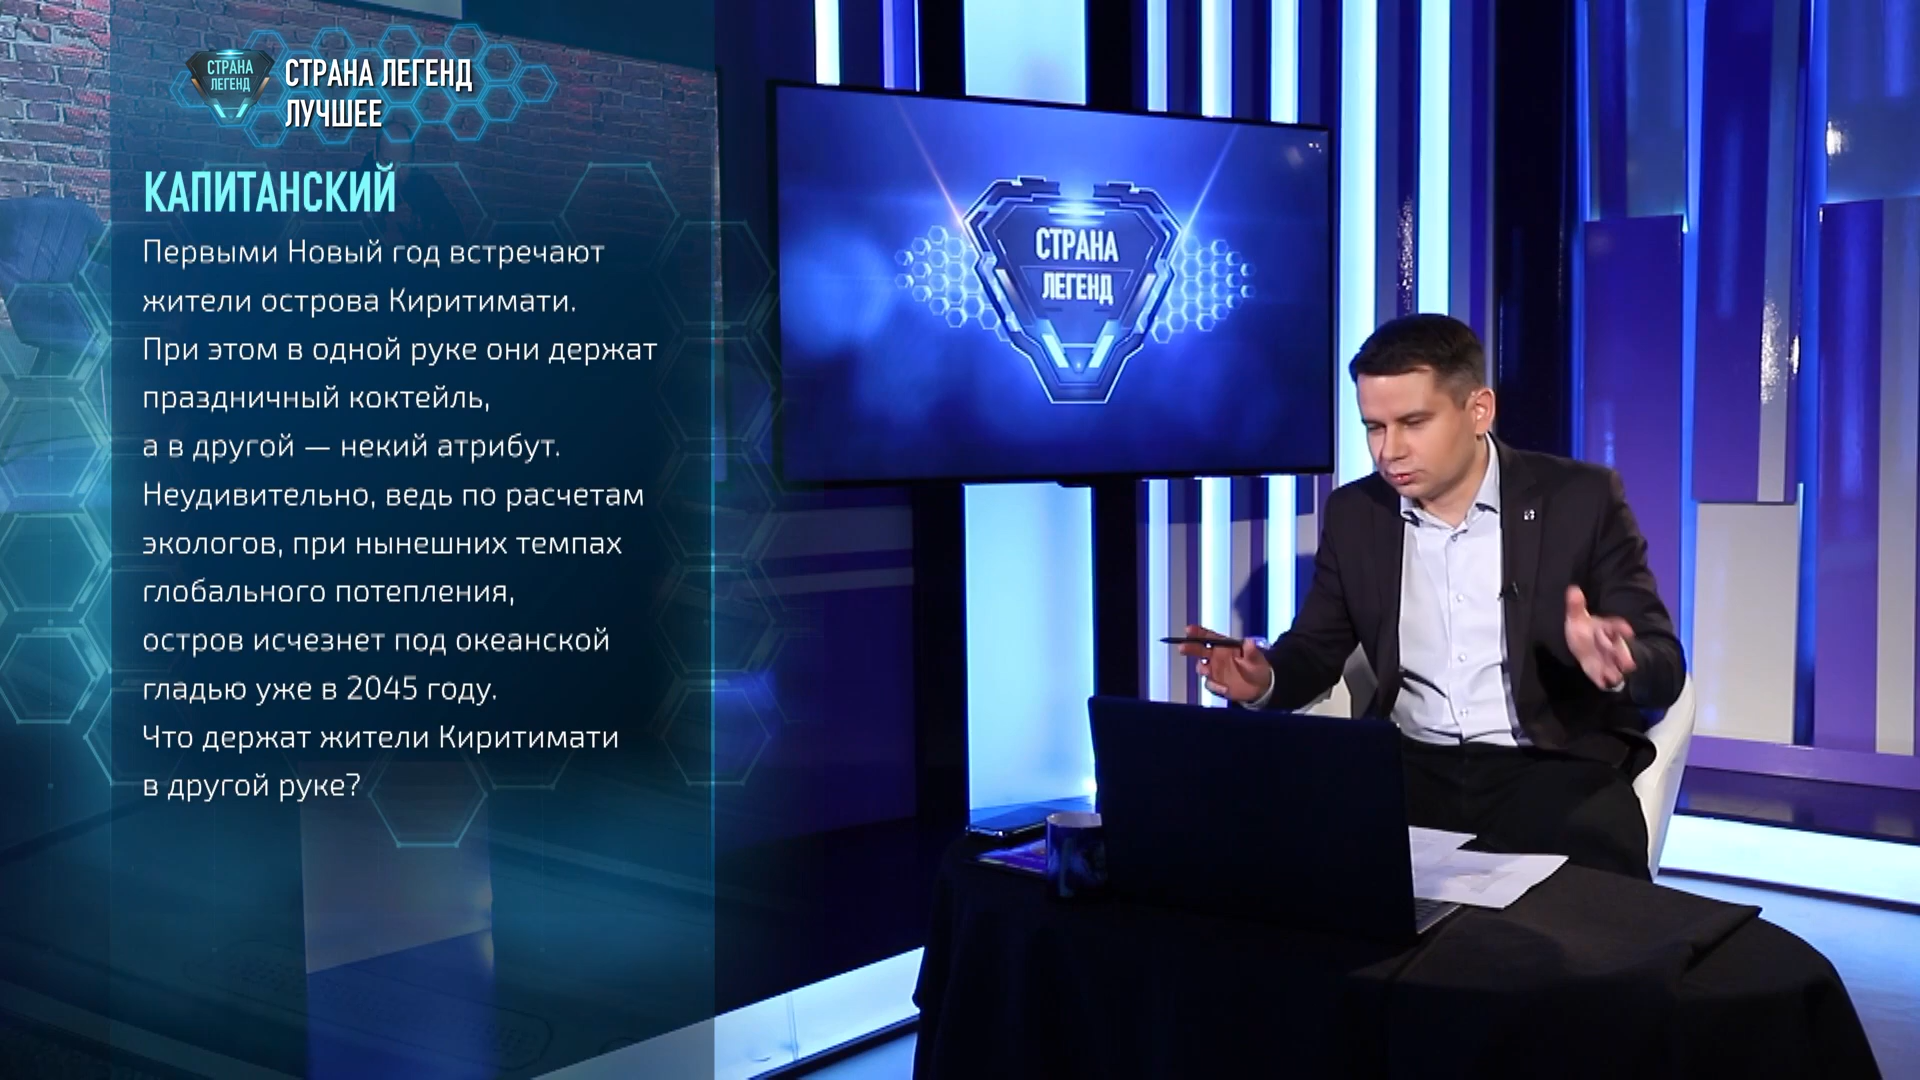 СТРАНА
ЛЕГЕНД
СТРАНА ЛЕГЕНД
ЛУЧШЕЕ
КАПИТАНСКИЙ
Первыми Новый год встречают
жители острова Киритимати.
При этом в одной руке они держат
праздничный коктейль,
а в другой — некий атрибут.
Неудивительно, ведь по расчетам
экологов, при нынешних темпах
глобального потепления,
остров исчезнет под океанской
гладью уже в 2045 году.
Что держат жители Киритимати
в другой руке?
СТРАНА
ЛЕГЕНД